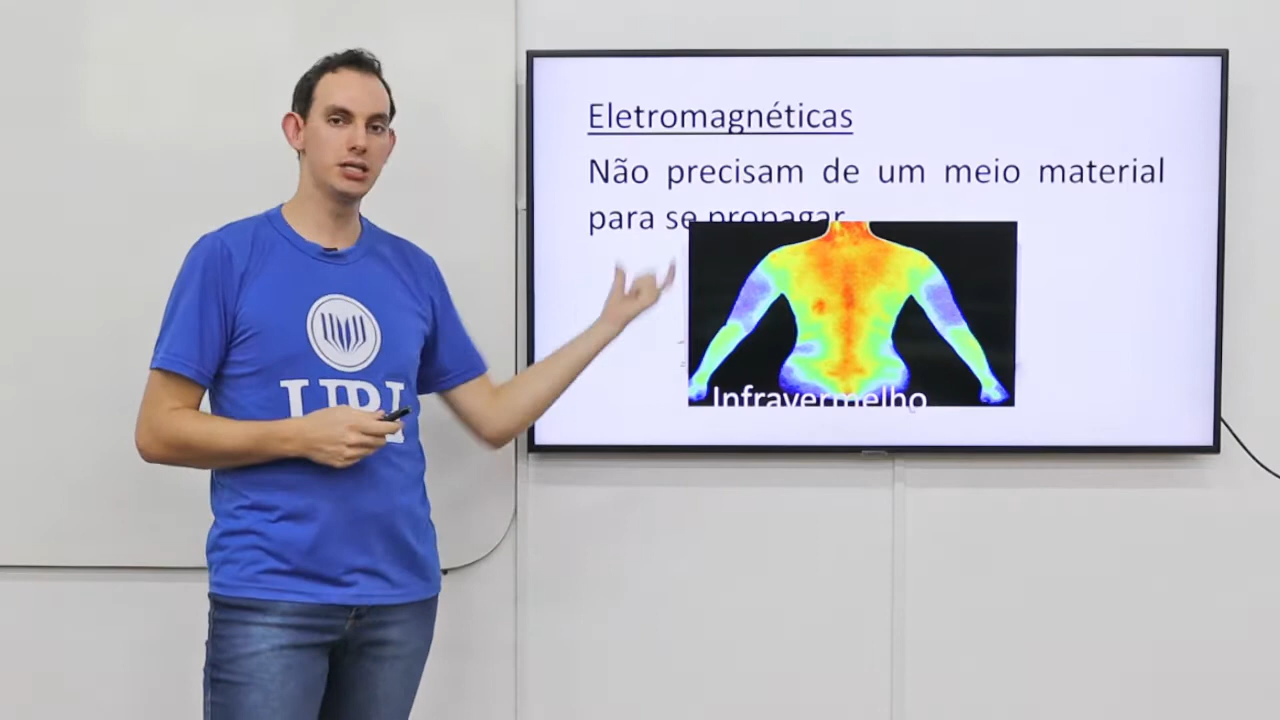 Eletromagnéticas
Não precisam de um meio material
para se propagar
Infravermelho